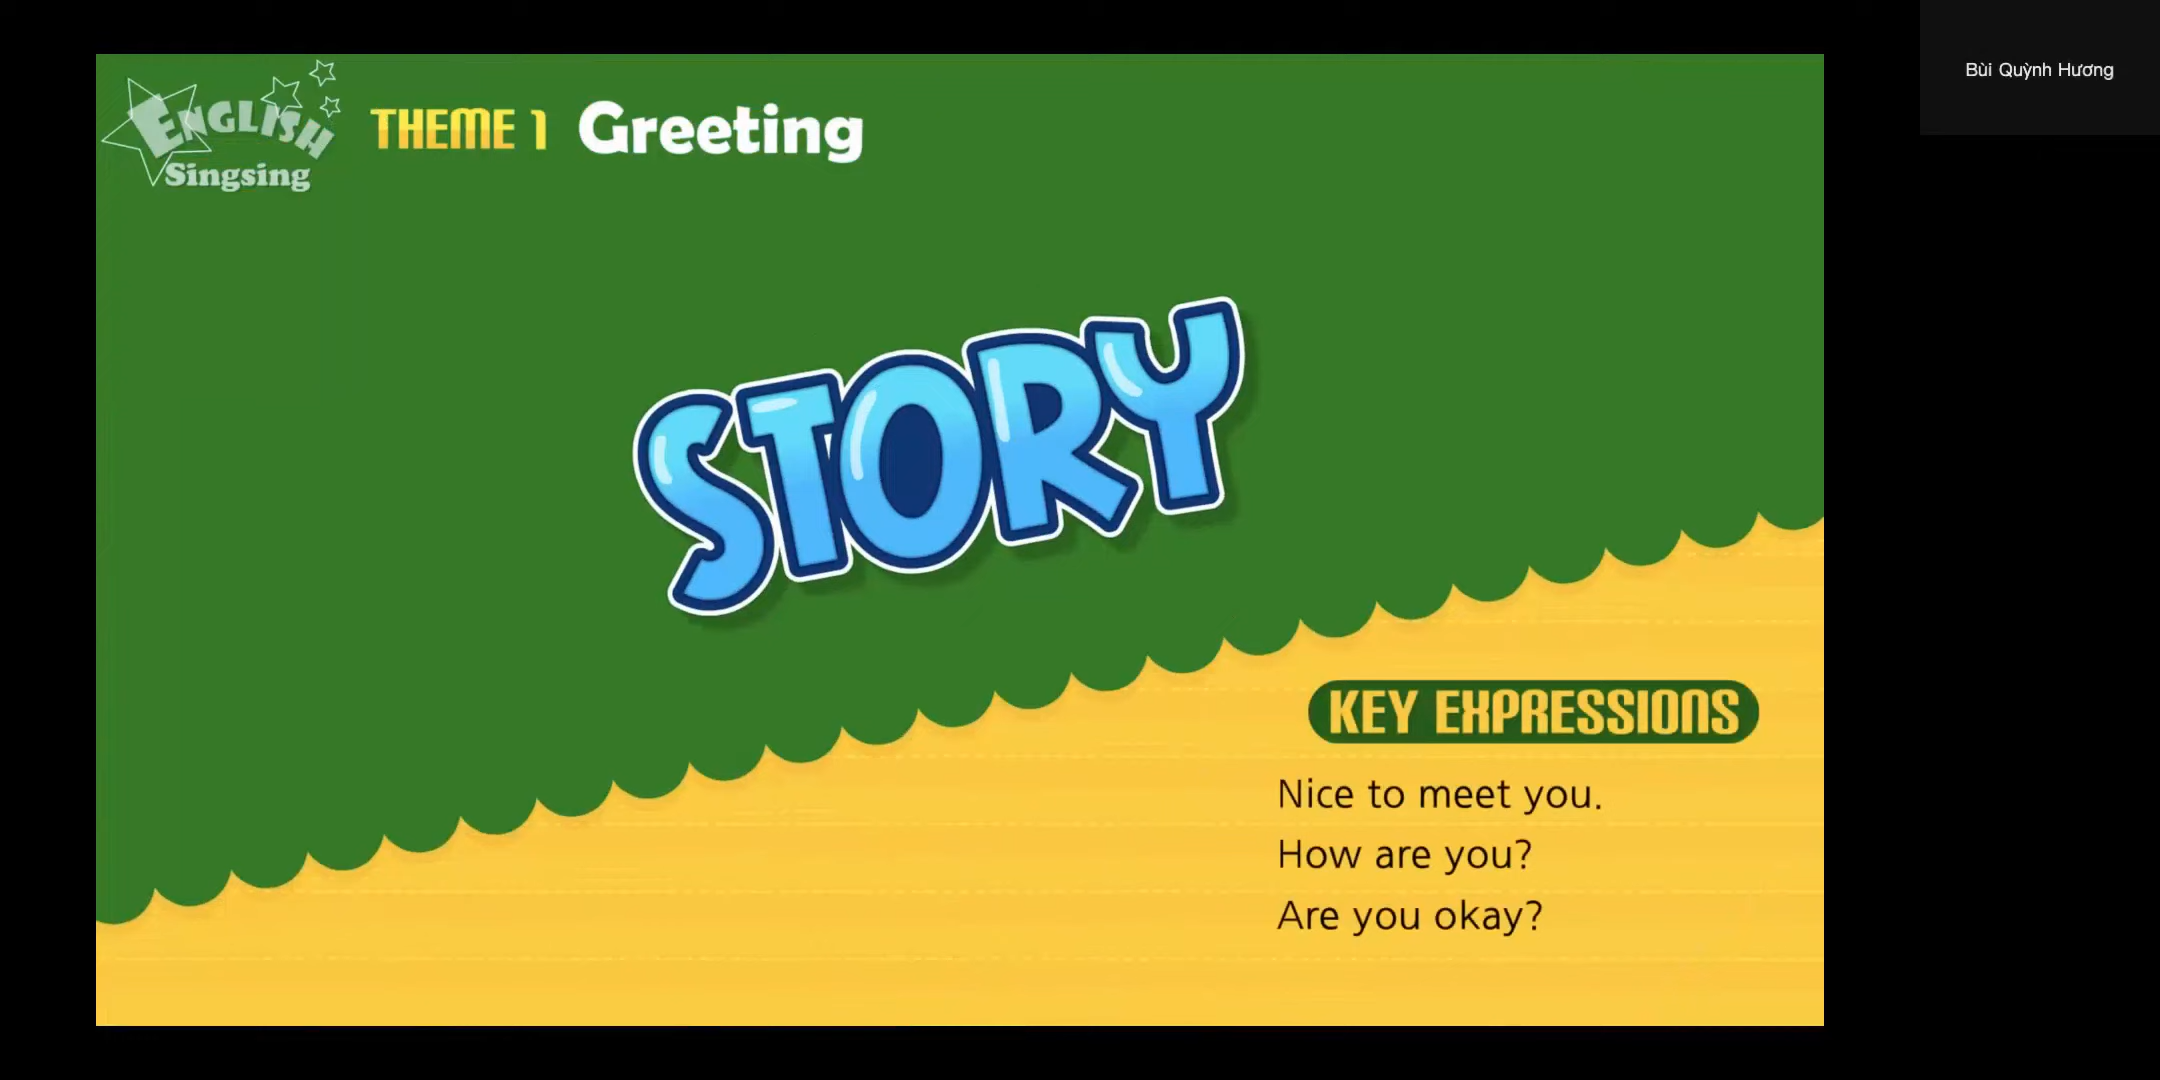 ENGLISH
Singsing
THEME 1 Greeting
Bùi Quỳnh Hương
STORY
KEY EXPRESSIONS
Nice to meet you.
How are you?
Are you okay?